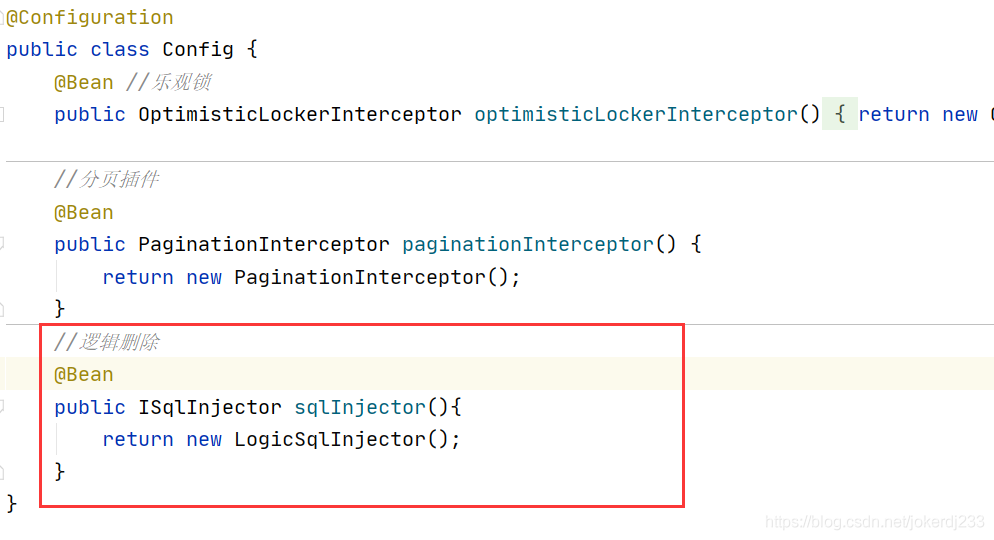 @Configuration
public class Config {
    @Bean //乐观锁
    public OptimisticLockerInterceptor optimisticLockerInterceptor() { return new
    //分页插件
    @Bean
    public PaginationInterceptor paginationInterceptor() {
        return new PaginationInterceptor();
    }
    //逻辑删除
    @Bean
    public ISqlInjector sqlInjector(){
        return new LogicSqlInjector();
    }
}
https://blog.csdn.net/jokerdj233